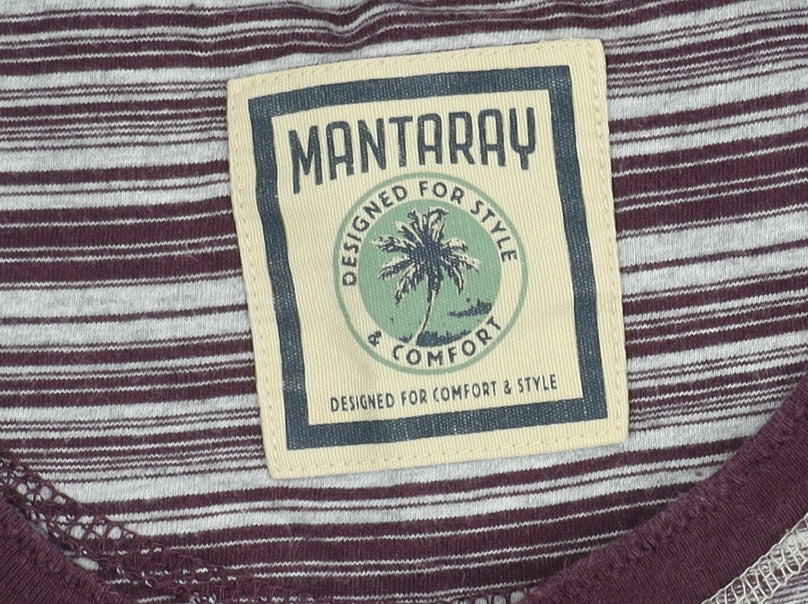 MANTARAY
DESIGNED FOR STYLE
& COMFORT
DESIGNED FOR COMFORT & STYLE